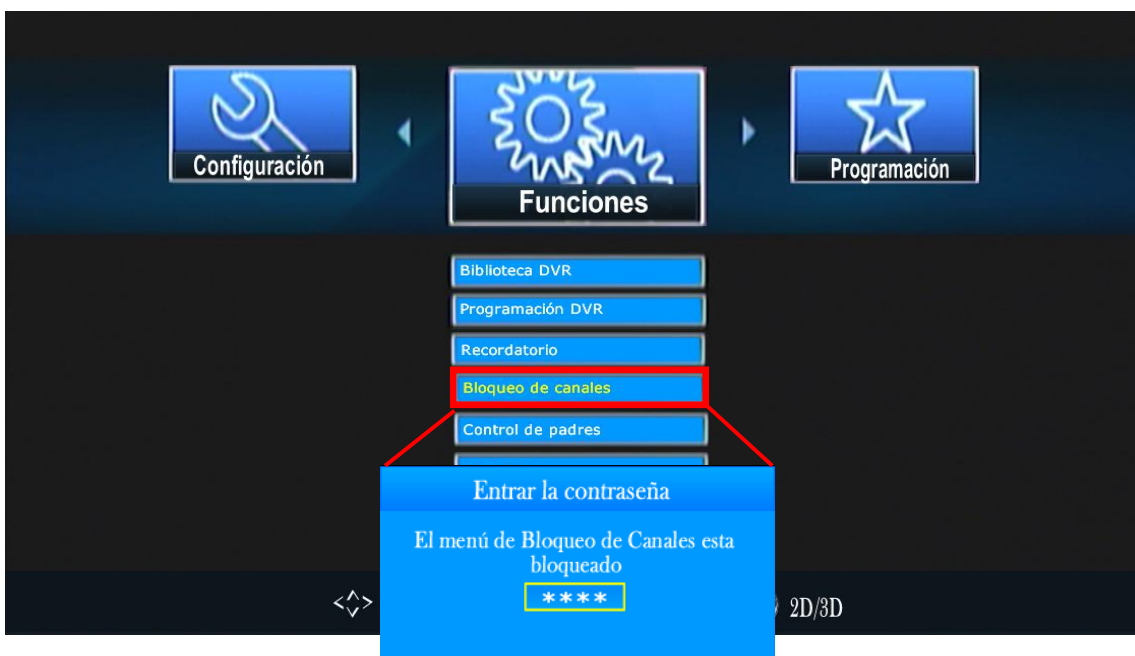 Configuración
Funciones
Programación
Biblioteca DVR
Programación DVR
Recordatorio
Bloqueo de canales
Control de padres
Entrar la contraseña
El menú de Bloqueo de Canales esta
bloqueado
****
2D/3D